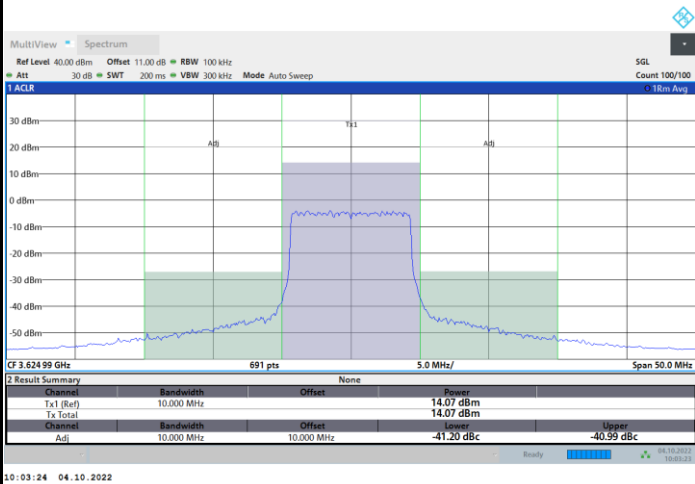 MultiView Spectrum
Ref Level 40.00 dBm Offset 11.00 dB RBW 100 kHz SGL
Att 30 dB SWT 200 ms VBW 300 kHz Mode Auto Sweep Count 100/100
1 ACLR 1Rm Avg
30 dBm
Tx1
20 dBm
Adj Adj
10 dBm
0 dBm
-10 dBm
-20 dBm
-30 dBm
-40 dBm
-50 dBm
CF 3.624 99 GHz 691 pts 5.0 MHz/ Span 50.0 MHz
2 Result Summary None
Channel Bandwidth Offset Power
Tx1 (Ref) 10.000 MHz 14.07 dBm
Tx Total 14.07 dBm
Channel Bandwidth Offset Lower Upper
Adj 10.000 MHz 10.000 MHz -41.20 dBc -40.99 dBc
Ready 04.10.2022
10:03:23
10:03:24 04.10.2022